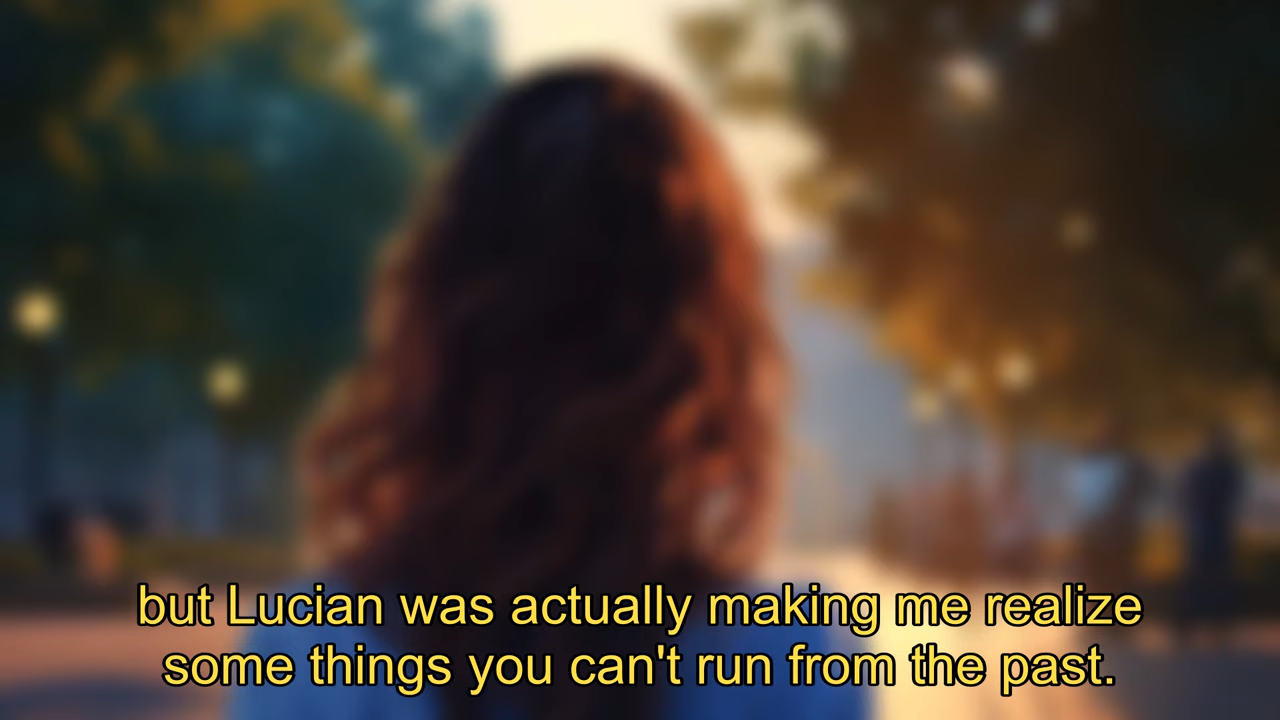 but Lucian was actually making me realize
some things you can't run from the past.